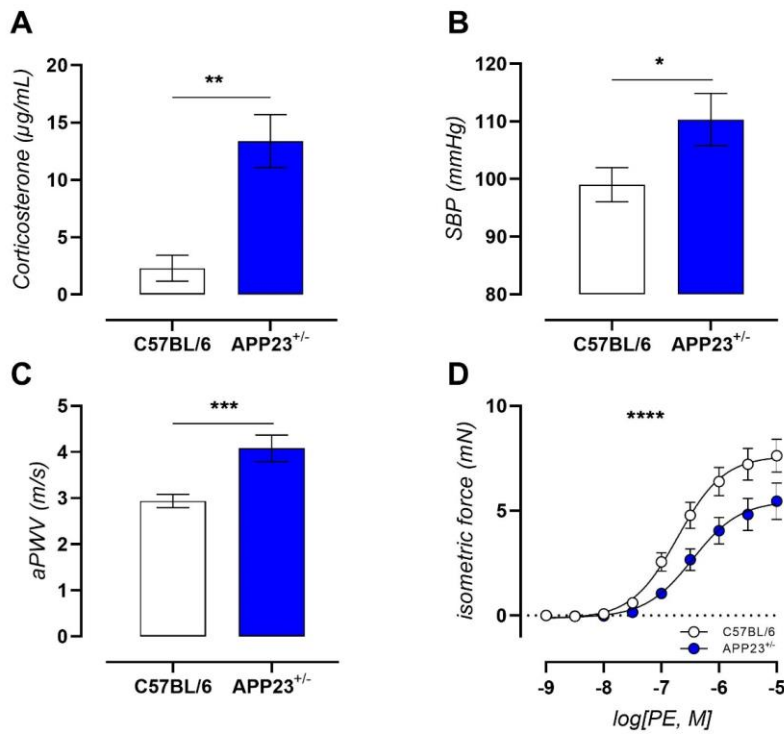 A
Corticosterone (µg/mL)
20
15
10
5
0
**
C57BL/6 APP23+/-
B
SBP (mmHg)
120
110
100
90
80
*
C57BL/6 APP23+/-
C
aPWV (m/s)
5
4
3
2
1
0
***
C57BL/6 APP23+/-
D
isometric force (mN)
10
5
0
****
C57BL/6
APP23+/-
-9 -8 -7 -6 -5
log[PE, M]